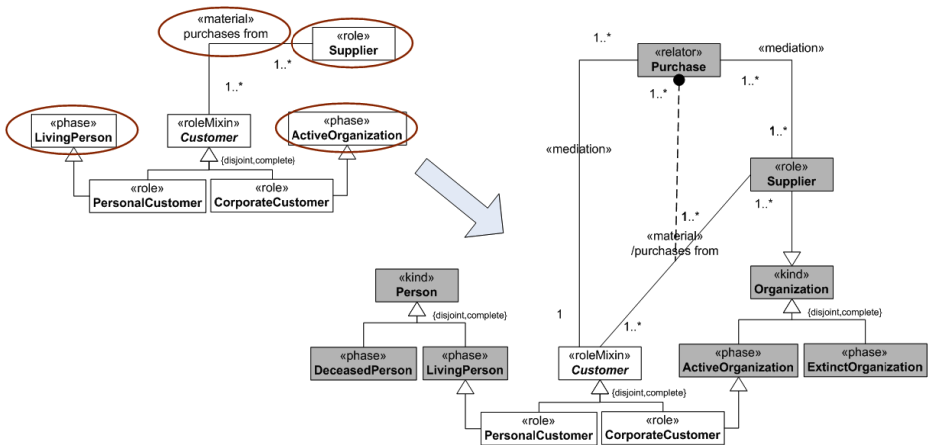 «material»
purchases from
«role»
Supplier
1..*
1..*
«phase»
LivingPerson
«roleMixin»
Customer
«phase»
ActiveOrganization
{disjoint,complete}
«role»
PersonalCustomer
«role»
CorporateCustomer
1..*
«relator»
Purchase
«mediation»
1..*
1..*
«mediation»
1..*
«role»
Supplier
1..*
1..*
«material»
/purchases from
«kind»
Organization
{disjoint,complete}
«kind»
Person
{disjoint,complete}
1
1..*
«phase»
DeceasedPerson
«phase»
LivingPerson
«roleMixin»
Customer
«phase»
ActiveOrganization
«phase»
ExtinctOrganization
{disjoint,complete}
«role»
PersonalCustomer
«role»
CorporateCustomer